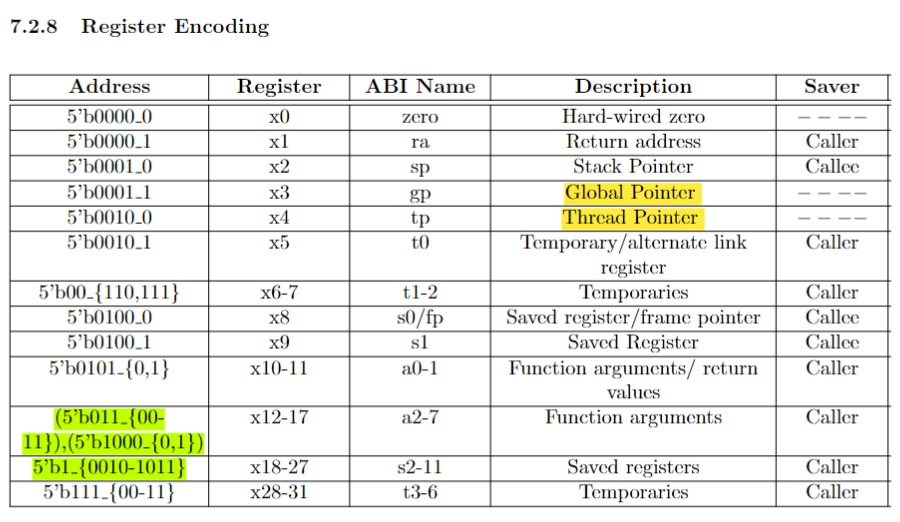 7.2.8 Register Encoding
Address Register ABI Name Description Saver
5'b0000_0 x0 zero Hard-wired zero – – – –
5'b0000_1 x1 ra Return address Caller
5'b0001_0 x2 sp Stack Pointer Callee
5'b0001_1 x3 gp Global Pointer – – – –
5'b0010_0 x4 tp Thread Pointer – – – –
5'b0010_1 x5 t0 Temporary/alternate link Caller
register
5'b00_{110,111} x6-7 t1-2 Temporaries Caller
5'b0100_0 x8 s0/fp Saved register/frame pointer Callee
5'b0100_1 x9 s1 Saved Register Callee
5'b0101_{0,1} x10-11 a0-1 Function arguments/ return Caller
values
(5'b011_{00- x12-17 a2-7 Function arguments Caller
11}),(5'b1000_{0,1})
5'b1_{0010-1011} x18-27 s2-11 Saved registers Caller
5'b111_{00-11} x28-31 t3-6 Temporaries Caller